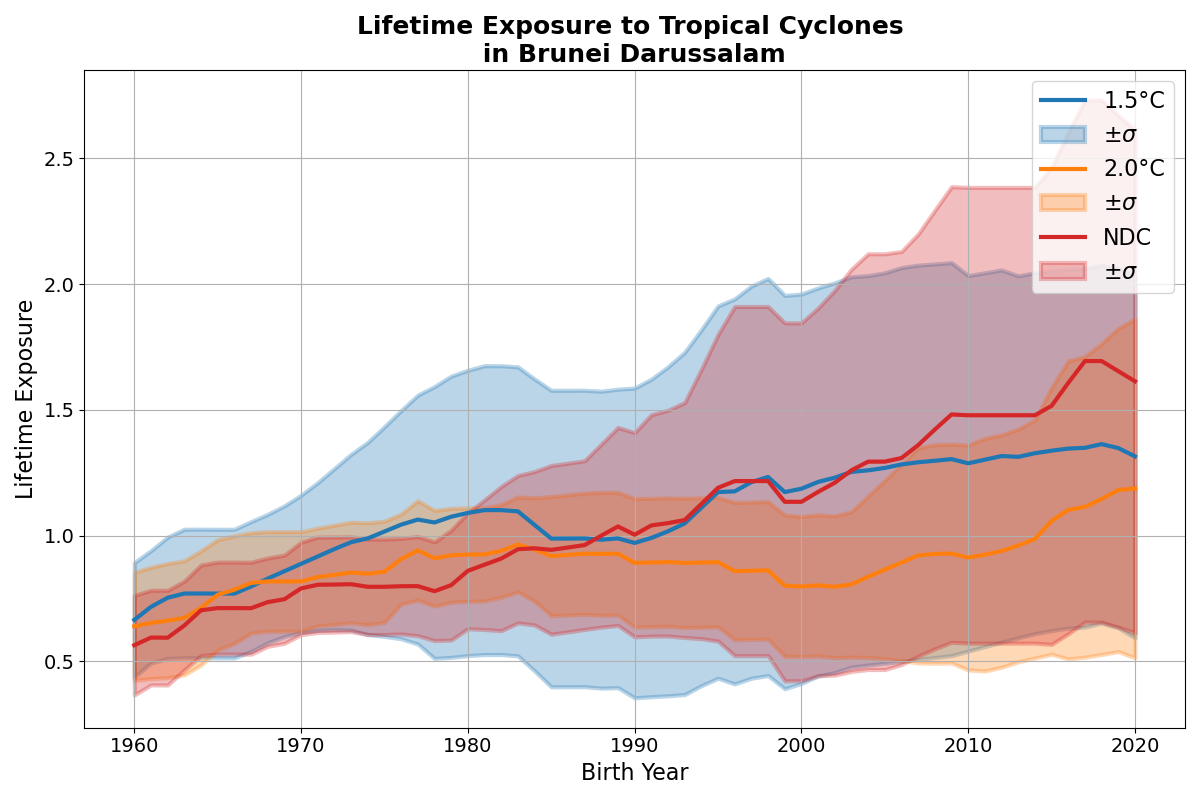 Lifetime Exposure to Tropical Cyclones
in Brunei Darussalam
1.5°C
±σ
2.0°C
±σ
NDC
±σ
Lifetime Exposure
2.5
2.0
1.5
1.0
0.5
1960 1970 1980 1990 2000 2010 2020
Birth Year